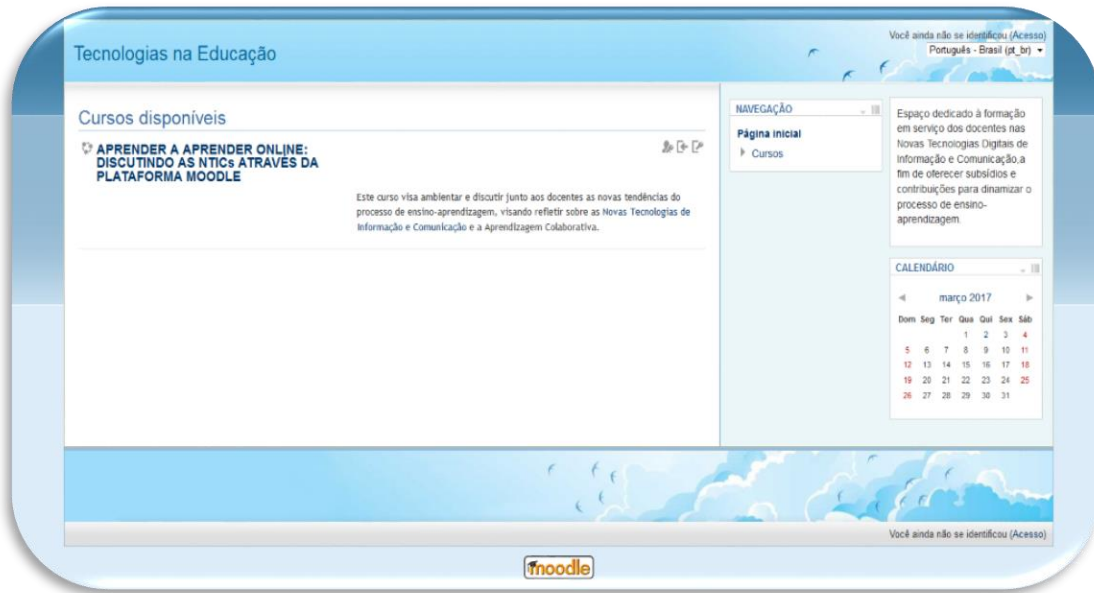 Você ainda não se identificou (Acesso)
Português - Brasil (pt_br)
Tecnologias na Educação
Cursos disponíveis
APRENDER A APRENDER ONLINE:
DISCUTINDO AS NTICs ATRAVÉS DA
PLATAFORMA MOODLE
Este curso visa ambientar e discutir junto aos docentes as novas tendências do
processo de ensino-aprendizagem, visando refletir sobre as Novas Tecnologias de
Informação e Comunicação e a Aprendizagem Colaborativa.
NAVEGAÇÃO
Página inicial
Cursos
Espaço dedicado à formação
em serviço dos docentes nas
Novas Tecnologias Digitais de
Informação e Comunicação,a
fim de oferecer subsídios e
contribuições para dinamizar o
processo de ensino-
aprendizagem.
CALENDÁRIO
março 2017
Dom Seg Ter Qua Qui Sex Sáb
1 2 3 4
5 6 7 8 9 10 11
12 13 14 15 16 17 18
19 20 21 22 23 24 25
26 27 28 29 30 31
Você ainda não se identificou (Acesso)
moodle